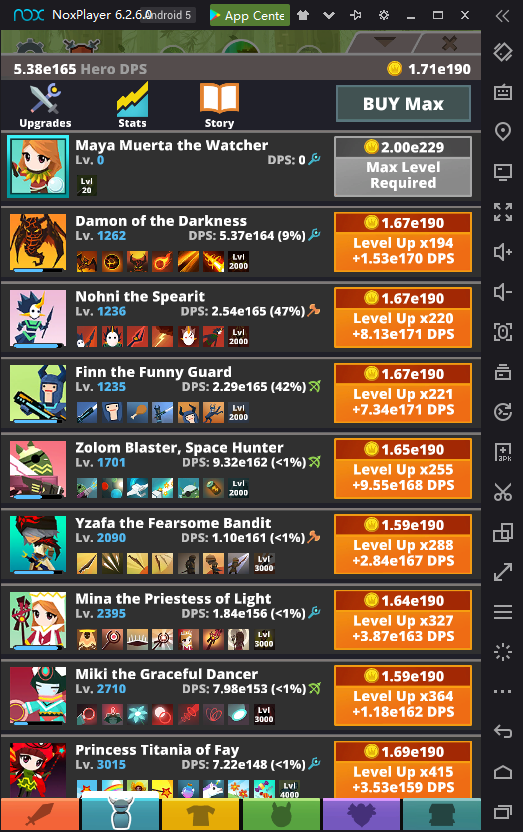 nox NoxPlayer 6.2.6.0 Android 5 App Cente
5.38e165 Hero DPS 1.71e190
Upgrades Stats Story BUY Max
Maya Muerta the Watcher 2.00e229
Lv. 0 DPS: 0 Max Level
Required
Lvl
20
Damon of the Darkness 1.67e190
Lv. 1262 DPS: 5.37e164 (9%) Level Up x194
+1.53e170 DPS
Lvl
2000
Nohni the Spearit 1.67e190
Lv. 1236 DPS: 2.54e165 (47%) Level Up x220
+8.13e171 DPS
Lvl
2000
Finn the Funny Guard 1.67e190
Lv. 1235 DPS: 2.29e165 (42%) Level Up x221
+7.34e171 DPS
Lvl
2000
Zolom Blaster, Space Hunter 1.65e190
Lv. 1701 DPS: 9.32e162 (<1%) Level Up x255
+9.55e168 DPS
Lvl
2000
Yzafa the Fearsome Bandit 1.59e190
Lv. 2090 DPS: 1.10e161 (<1%) Level Up x288
+2.84e167 DPS
Lvl
3000
Mina the Priestess of Light 1.64e190
Lv. 2395 DPS: 1.84e156 (<1%) Level Up x327
+3.87e163 DPS
Lvl
3000
Miki the Graceful Dancer 1.59e190
Lv. 2710 DPS: 7.98e153 (<1%) Level Up x364
+1.18e162 DPS
Lvl
3000
Princess Titania of Fay 1.69e190
Lv. 3015 DPS: 7.22e148 (<1%) Level Up x415
+3.53e159 DPS
Lvl
4000